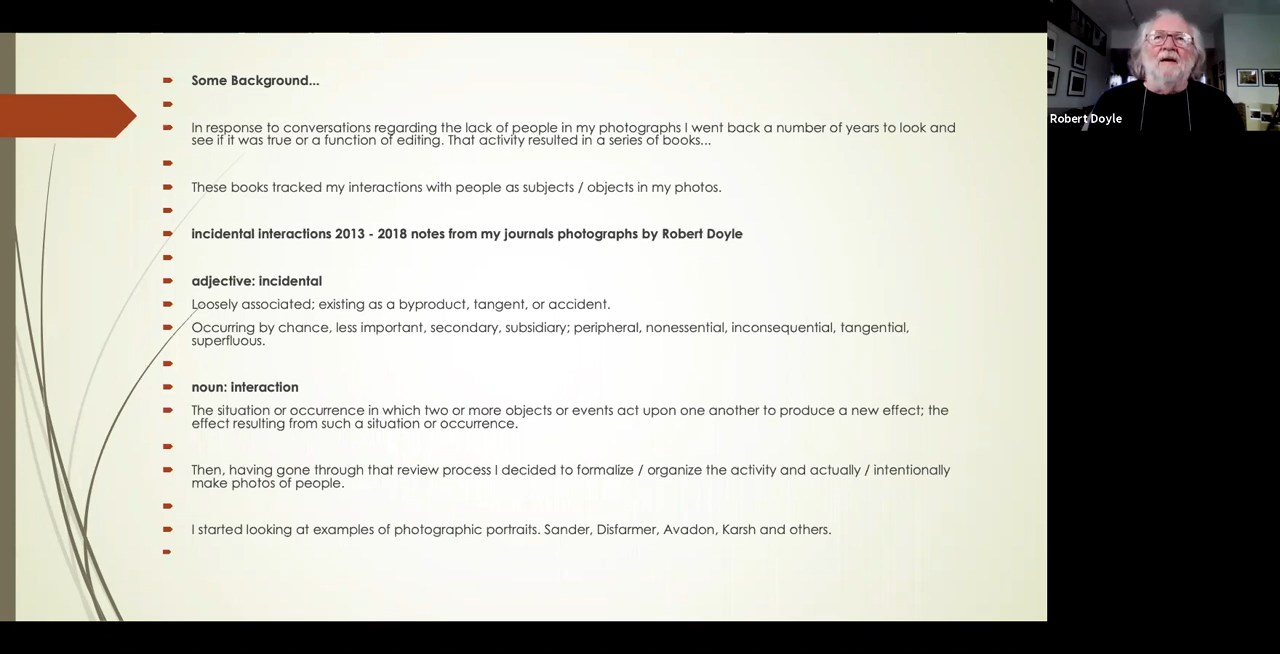 Some Background...
In response to conversations regarding the lack of people in my photographs I went back a number of years to look and
see if it was true or a function of editing. That activity resulted in a series of books...
These books tracked my interactions with people as subjects / objects in my photos.
incidental interactions 2013 - 2018 notes from my journals photographs by Robert Doyle
adjective: incidental
Loosely associated; existing as a byproduct, tangent, or accident.
Occurring by chance, less important, secondary, subsidiary; peripheral, nonessential, inconsequential, tangential,
superfluous.
noun: interaction
The situation or occurrence in which two or more objects or events act upon one another to produce a new effect; the
effect resulting from such a situation or occurrence.
Then, having gone through that review process I decided to formalize / organize the activity and actually / intentionally
make photos of people.
I started looking at examples of photographic portraits. Sander, Disfarmer, Avadon, Karsh and others.
Robert Doyle